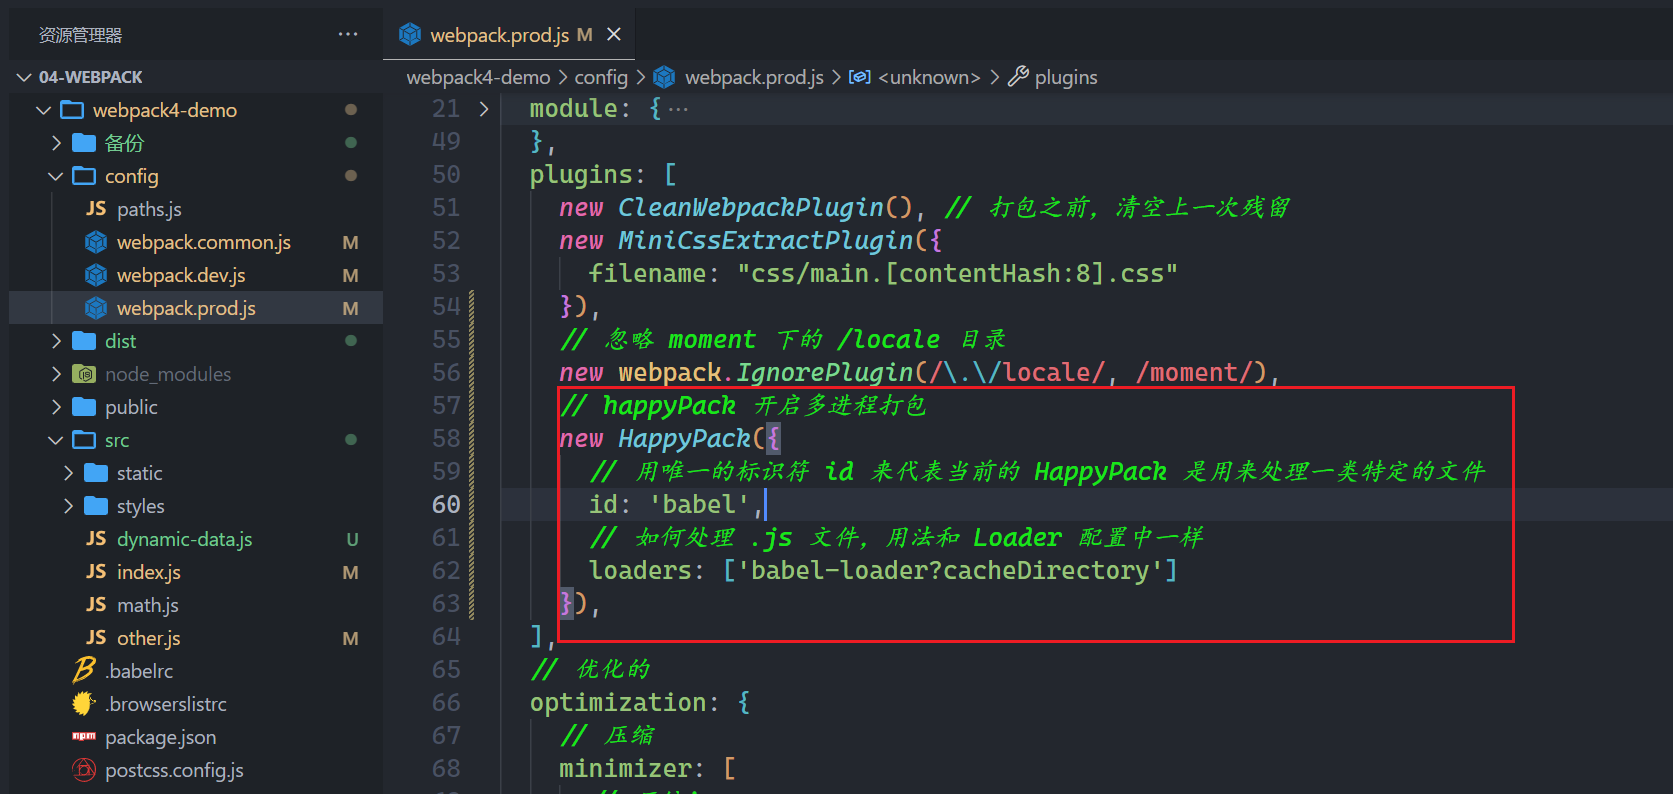 资源管理器 ···
webpack.prod.js M
04-WEBPACK
webpack4-demo > config > webpack.prod.js > <unknown> > plugins
webpack4-demo
备份
config
JS paths.js
webpack.common.js M
webpack.dev.js M
webpack.prod.js M
dist
node_modules
public
src
static
styles
JS dynamic-data.js U
JS index.js M
JS math.js
JS other.js M
.babelrc
.browserslistrc
npm package.json
postcss.config.js
21 module: {···
49 },
50 plugins: [
51 new CleanWebpackPlugin(), // 打包之前, 清空上一次残留
52 new MiniCssExtractPlugin({
53 filename: "css/main.[contentHash:8].css"
54 }),
55 // 忽略 moment 下的 /locale 目录
56 new webpack.IgnorePlugin(/\.\/locale/, /moment/),
57 // happyPack 开启多进程打包
58 new HappyPack({
59 // 用唯一的标识符 id 来代表当前的 HappyPack 是用来处理一类特定的文件
60 id: 'babel',
61 // 如何处理 .js 文件, 用法和 Loader 配置中一样
62 loaders: ['babel-loader?cacheDirectory']
63 }),
64 ],
65 // 优化的
66 optimization: {
67 // 压缩
68 minimizer: [